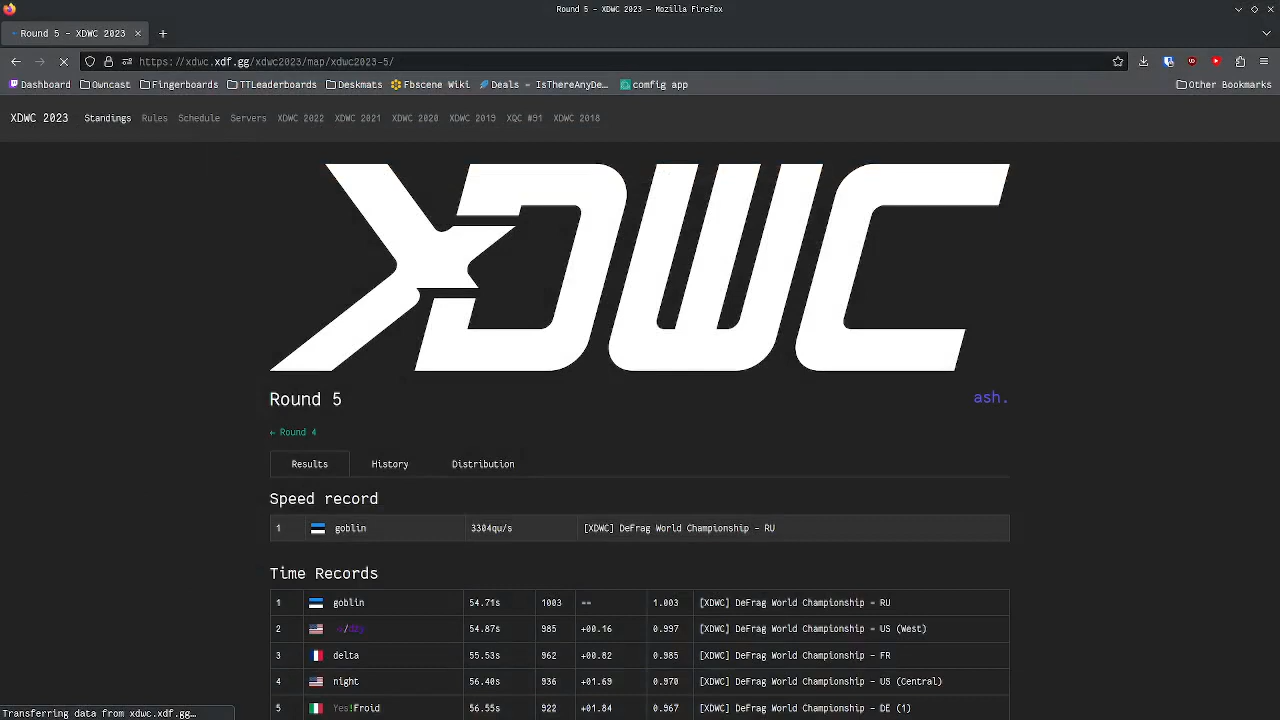 Round 5 - XDWC 2023 — Mozilla Firefox
Round 5 - XDWC 2023
https://xdwc.xdf.gg/xdwc2023/map/xdwc2023-5/
Dashboard Owncast Fingerboards TTLeaderboards Deskmats Fbscene Wiki Deals - IsThereAnyDe… comfig app Other Bookmarks
XDWC 2023 Standings Rules Schedule Servers XDWC 2022 XDWC 2021 XDWC 2020 XDWC 2019 XQC #91 XDWC 2018
XDWC
Round 5 ash.
← Round 4
Results History Distribution
Speed record
1 goblin 3304qu/s [XDWC] DeFrag World Championship - RU
Time Records
1 goblin 54.71s 1003 -- 1.003 [XDWC] DeFrag World Championship - RU
2 54.87s 985 +00.16 0.997 [XDWC] DeFrag World Championship - US (West)
3 delta 55.53s 962 +00.82 0.985 [XDWC] DeFrag World Championship - FR
4 night 56.40s 936 +01.69 0.970 [XDWC] DeFrag World Championship - US (Central)
5 Yes!Froid 56.55s 922 +01.84 0.967 [XDWC] DeFrag World Championship - DE (1)
Transferring data from xdwc.xdf.gg…